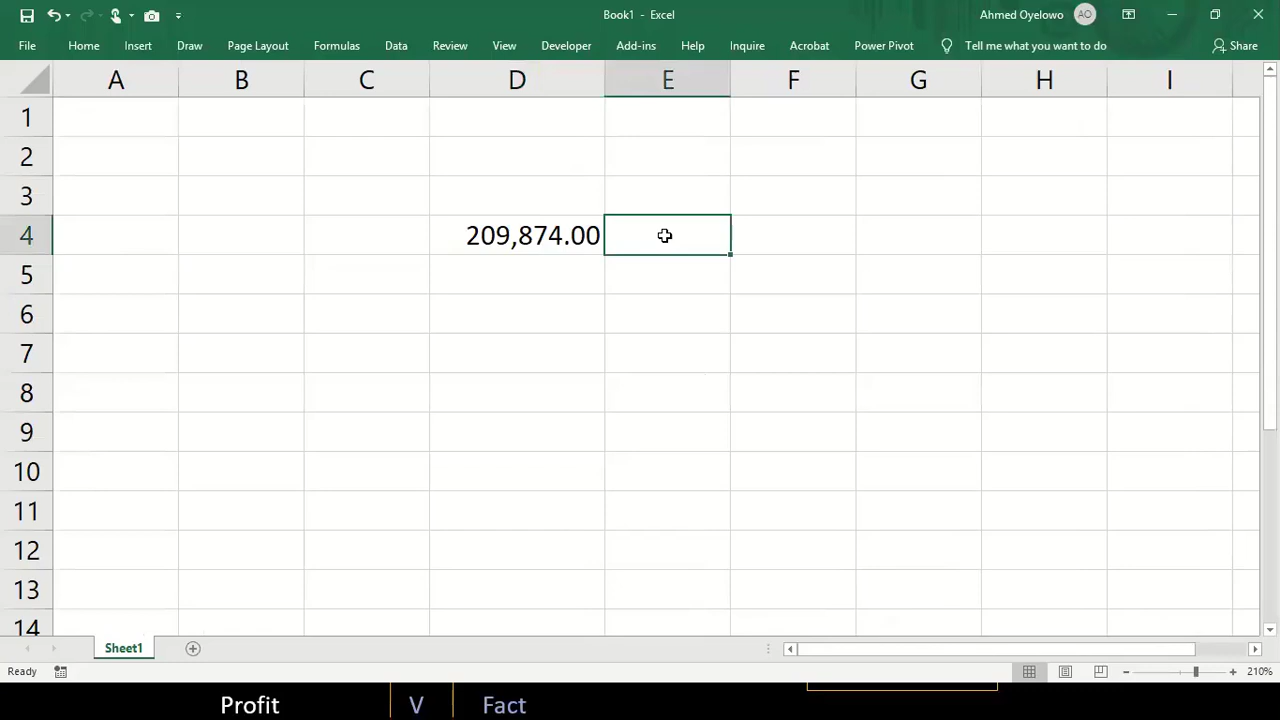 Book1 - Excel
Ahmed Oyelowo
AO
File Home Insert Draw Page Layout Formulas Data Review View Developer Add-ins Help Inquire Acrobat Power Pivot Tell me what you want to do Share
A B C D E F G H I
1
2
3
4 209,874.00
5
6
7
8
9
10
11
12
13
14
Sheet1
Ready
210%
Profit V Fact